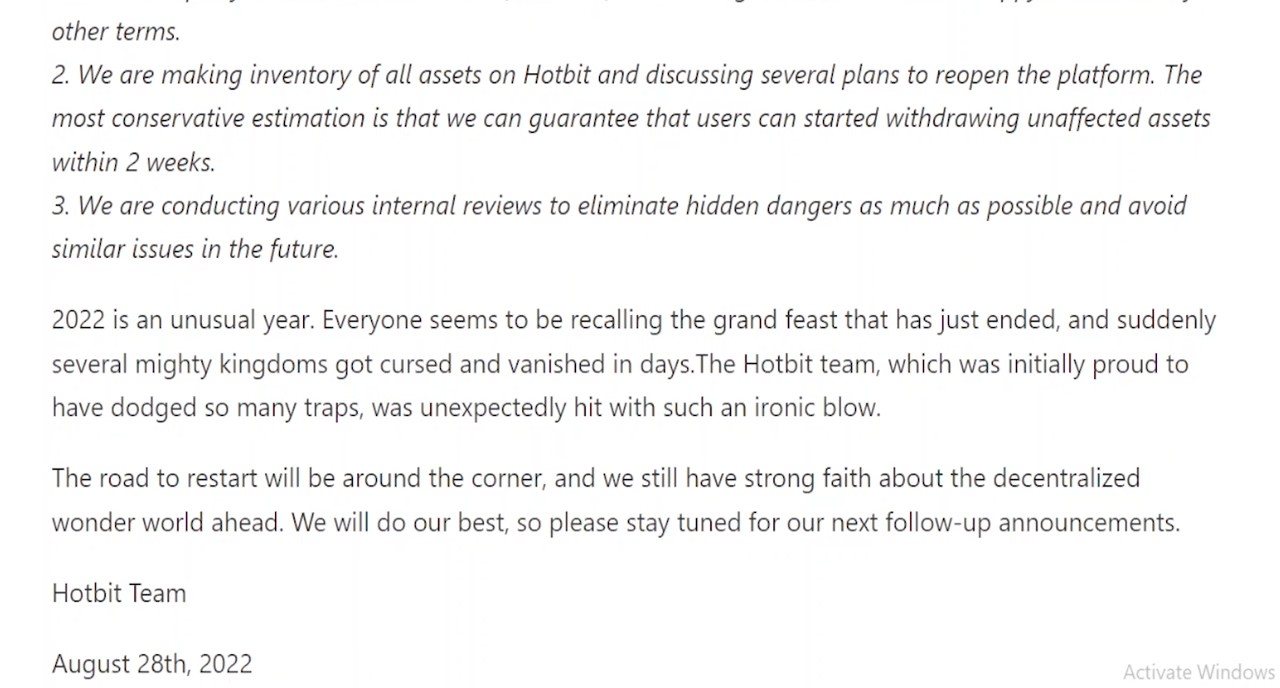 other terms.
2. We are making inventory of all assets on Hotbit and discussing several plans to reopen the platform. The
most conservative estimation is that we can guarantee that users can started withdrawing unaffected assets
within 2 weeks.
3. We are conducting various internal reviews to eliminate hidden dangers as much as possible and avoid
similar issues in the future.
2022 is an unusual year. Everyone seems to be recalling the grand feast that has just ended, and suddenly
several mighty kingdoms got cursed and vanished in days.The Hotbit team, which was initially proud to
have dodged so many traps, was unexpectedly hit with such an ironic blow.
The road to restart will be around the corner, and we still have strong faith about the decentralized
wonder world ahead. We will do our best, so please stay tuned for our next follow-up announcements.
Hotbit Team
August 28th, 2022
Activate Windows